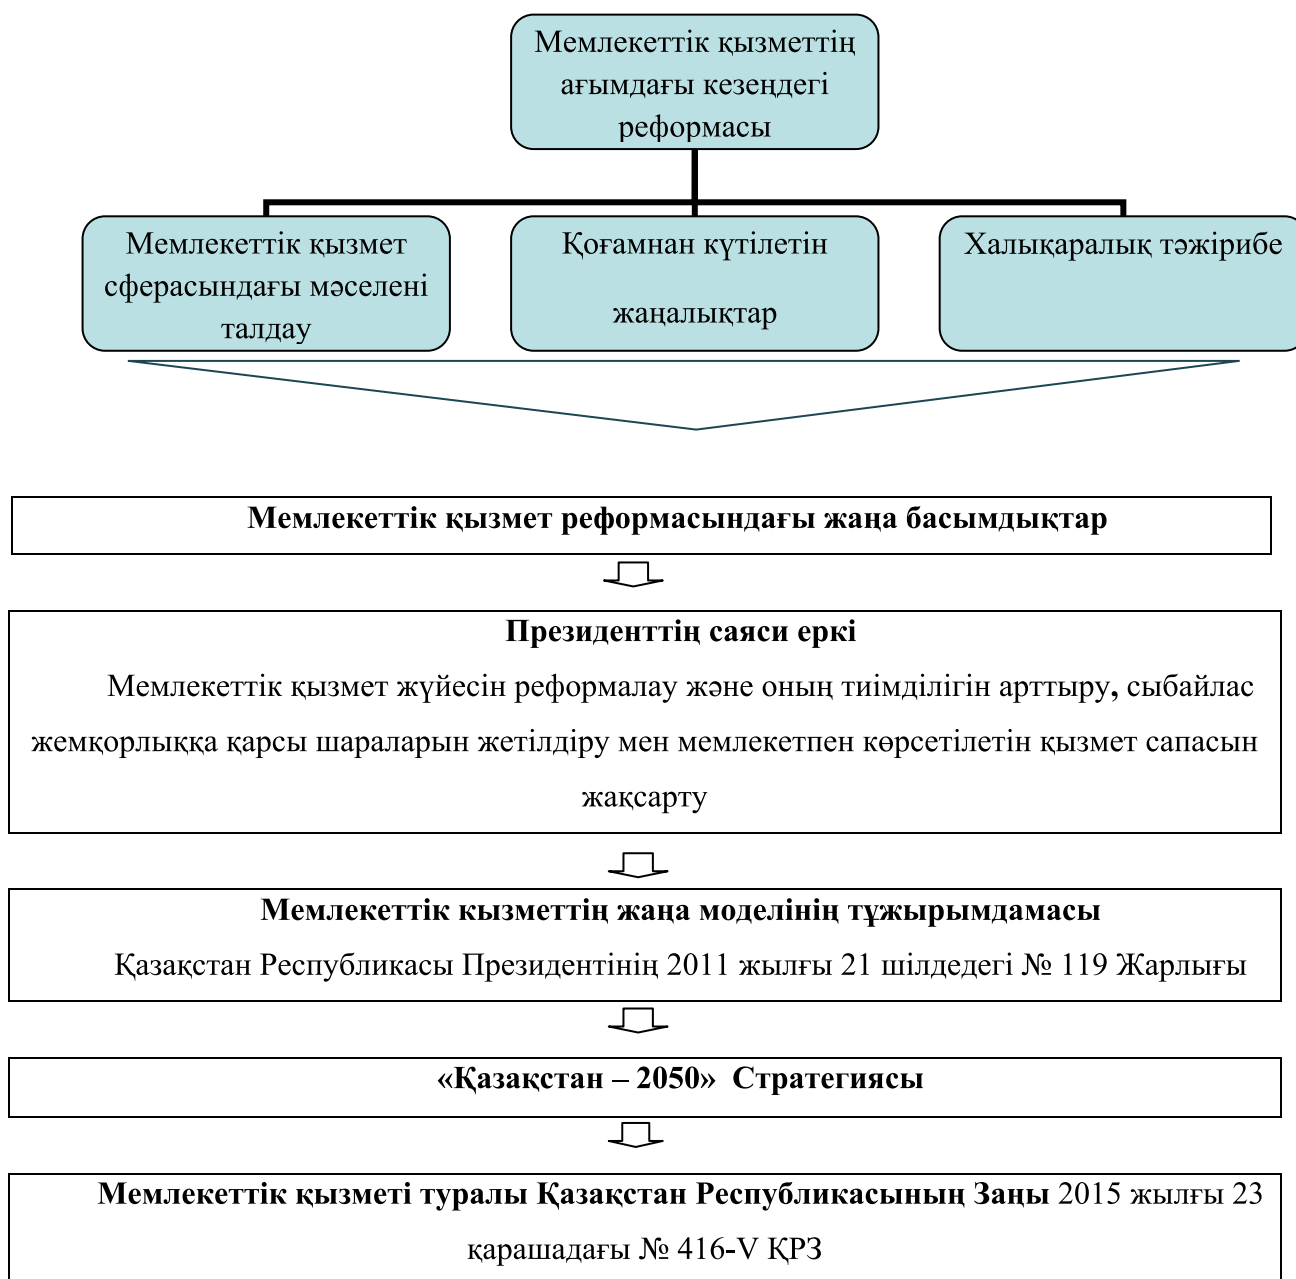 Мемлекеттік қызметтің
ағымдағы кезеңдегі
реформасы
Мемлекеттік қызмет
сферасындағы мәселені
талдау
Қоғамнан күтілетін
жаңалықтар
Халықаралық тәжірибе
Мемлекеттік қызмет реформасындағы жаңа басымдықтар
Президенттің саяси еркі
Мемлекеттік қызмет жүйесін реформалау және оның тиімділігін арттыру, сыбайлас
жемқорлыққа қарсы шараларын жетілдіру мен мемлекетпен көрсетілетін қызмет сапасын
жақсарту
Мемлекеттік кызметтің жаңа моделінің тұжырымдамасы
Қазақстан Республикасы Президентінің 2011 жылғы 21 шілдедегі № 119 Жарлығы
«Қазақстан – 2050» Стратегиясы
Мемлекеттік қызметі туралы Қазақстан Республикасының Заңы 2015 жылғы 23
қарашадағы № 416-V ҚРЗ